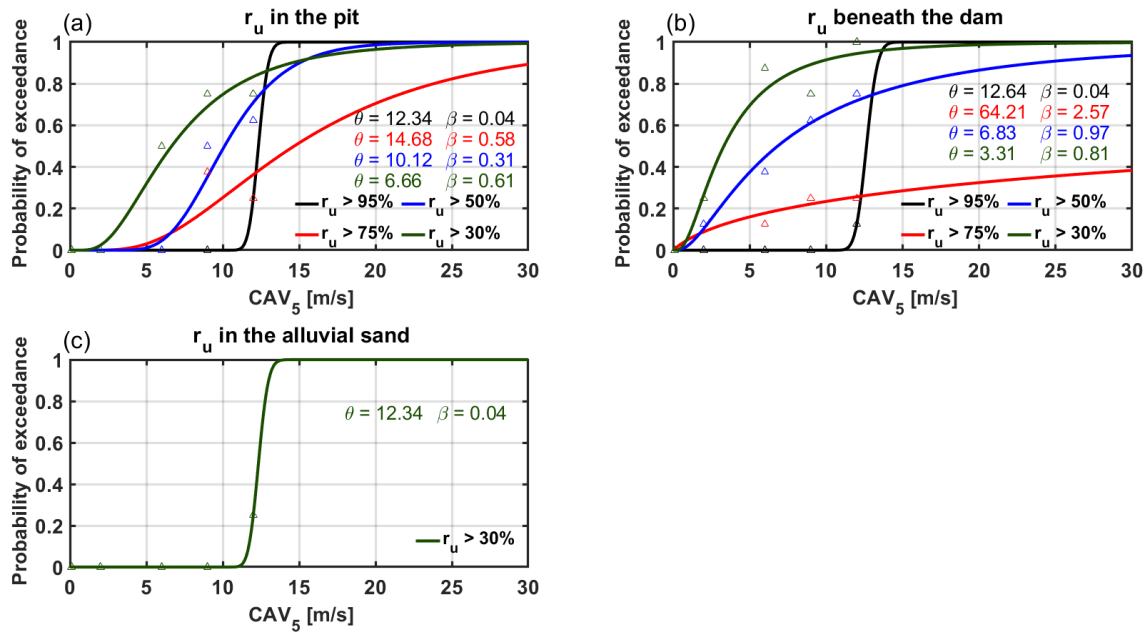 (a)
r_u in the pit
Probability of exceedance
1
0.8
0.6
0.4
0.2
0
θ = 12.34 β = 0.04
θ = 14.68 β = 0.58
θ = 10.12 β = 0.31
θ = 6.66 β = 0.61
r_u > 95% r_u > 50%
r_u > 75% r_u > 30%
0 5 10 15 20 25 30
CAV_5 [m/s]
(b)
r_u beneath the dam
Probability of exceedance
1
0.8
0.6
0.4
0.2
0
θ = 12.64 β = 0.04
θ = 64.21 β = 2.57
θ = 6.83 β = 0.97
θ = 3.31 β = 0.81
r_u > 95% r_u > 50%
r_u > 75% r_u > 30%
0 5 10 15 20 25 30
CAV_5 [m/s]
(c)
r_u in the alluvial sand
Probability of exceedance
1
0.8
0.6
0.4
0.2
0
θ = 12.34 β = 0.04
r_u > 30%
0 5 10 15 20 25 30
CAV_5 [m/s]